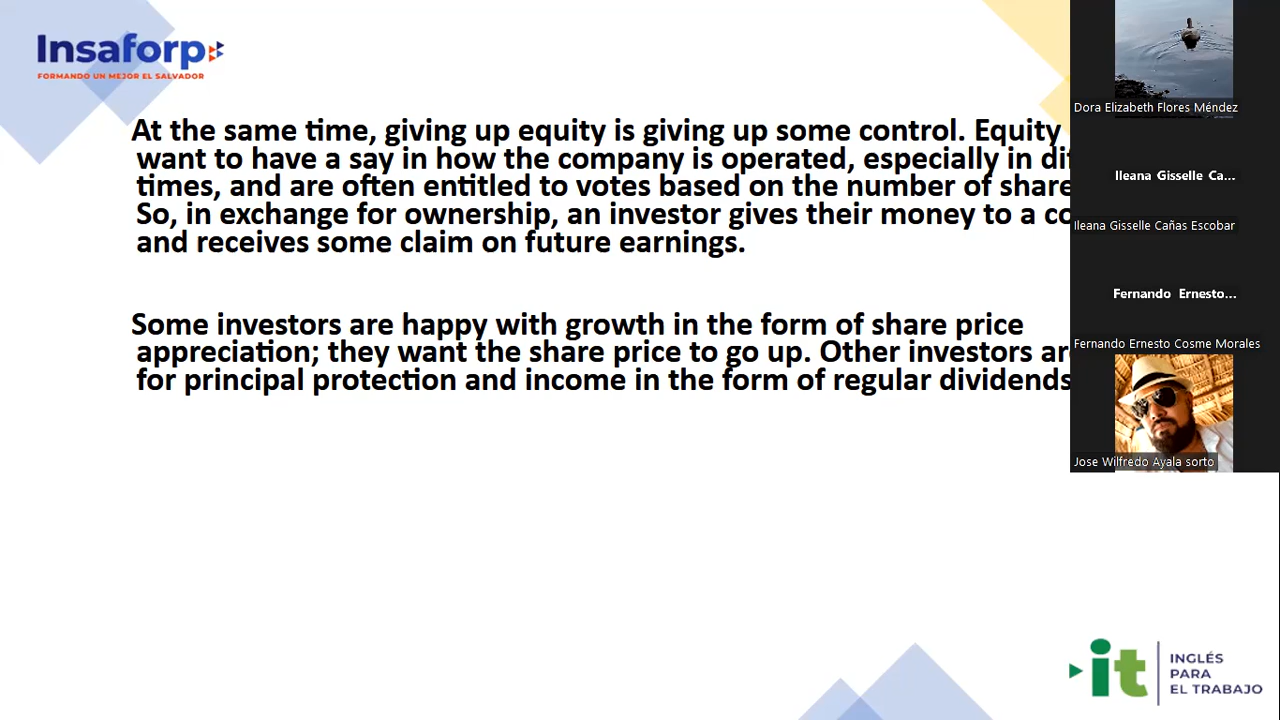 Insaforp
FORMANDO UN MEJOR EL SALVADOR
At the same time, giving up equity is giving up some control. Equity
want to have a say in how the company is operated, especially in
times, and are often entitled to votes based on the number of
So, in exchange for ownership, an investor gives their money to a
and receives some claim on future earnings.
Some investors are happy with growth in the form of share price
appreciation; they want the share price to go up. Other investors
for principal protection and income in the form of regular dividends
Dora Elizabeth Flores Méndez
Ileana Gisselle Ca...
Ileana Gisselle Cañas Escobar
Fernando Ernesto...
Fernando Ernesto Cosme Morales
Jose Wilfredo Ayala sorto
it
INGLÉS
PARA
EL TRABAJO